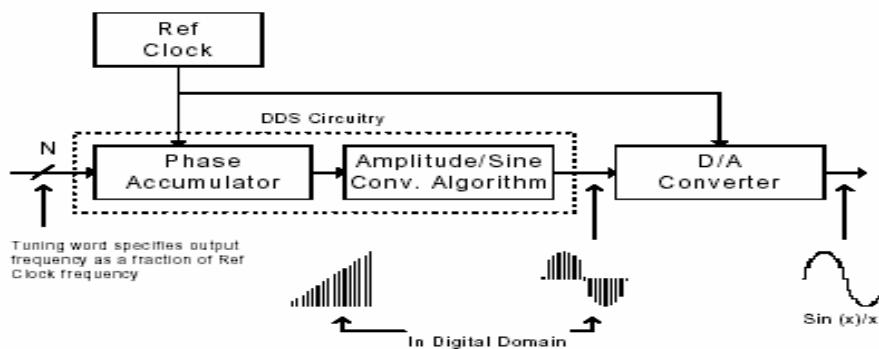 Ref
Clock
DDS Circuitry
N
Phase
Accumulator
Amplitude/Sine
Conv. Algorithm
D/A
Converter
Tuning word specifies output
frequency as a fraction of Ref
Clock frequency
In Digital Domain
Sin (x)/x